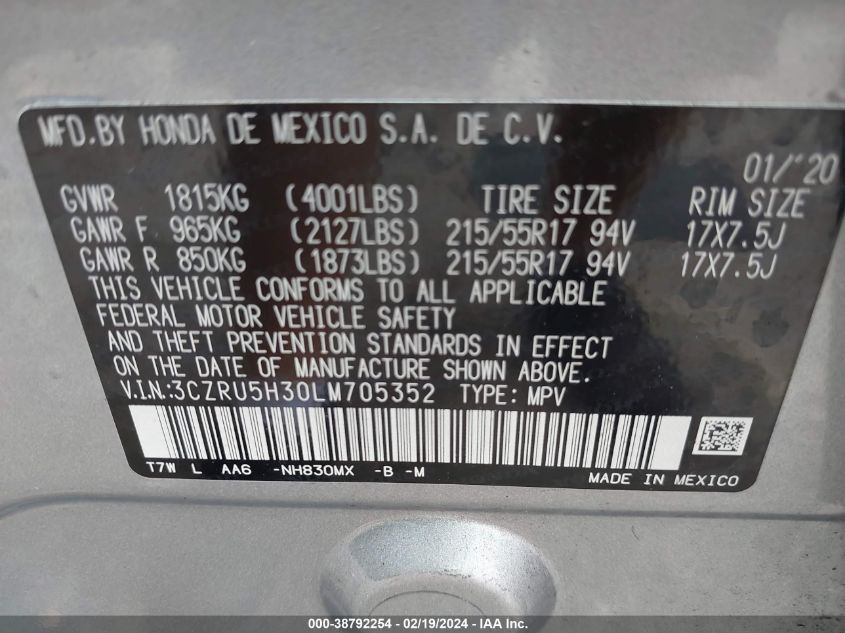 MFD.BY HONDA DE MEXICO S.A. DE C.V.
01/'20
GVWR 1815KG (4001LBS) TIRE SIZE RIM SIZE
GAWR F 965KG (2127LBS) 215/55R17 94V 17X7.5J
GAWR R 850KG (1873LBS) 215/55R17 94V 17X7.5J
THIS VEHICLE CONFORMS TO ALL APPLICABLE
FEDERAL MOTOR VEHICLE SAFETY
AND THEFT PREVENTION STANDARDS IN EFFECT
ON THE DATE OF MANUFACTURE SHOWN ABOVE.
V.I.N.:3CZRU5H30LM705352 TYPE: MPV
T7W L AA6 -NH830MX -B -M
MADE IN MEXICO
000-38792254 - 02/19/2024 - IAA Inc.